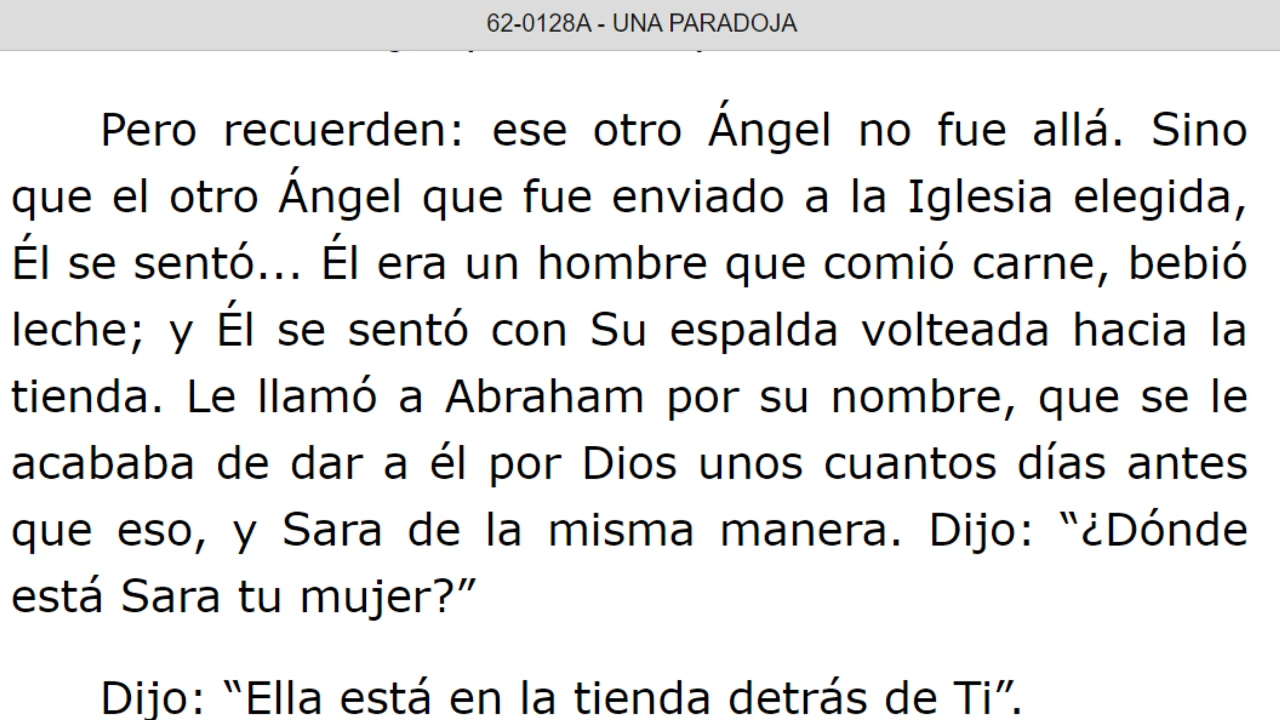 62-0128A - UNA PARADOJA
Pero recuerden: ese otro Ángel no fue allá. Sino
que el otro Ángel que fue enviado a la Iglesia elegida,
Él se sentó... Él era un hombre que comió carne, bebió
leche; y Él se sentó con Su espalda volteada hacia la
tienda. Le llamó a Abraham por su nombre, que se le
acababa de dar a él por Dios unos cuantos días antes
que eso, y Sara de la misma manera. Dijo: “¿Dónde
está Sara tu mujer?”
Dijo: “Ella está en la tienda detrás de Ti”.